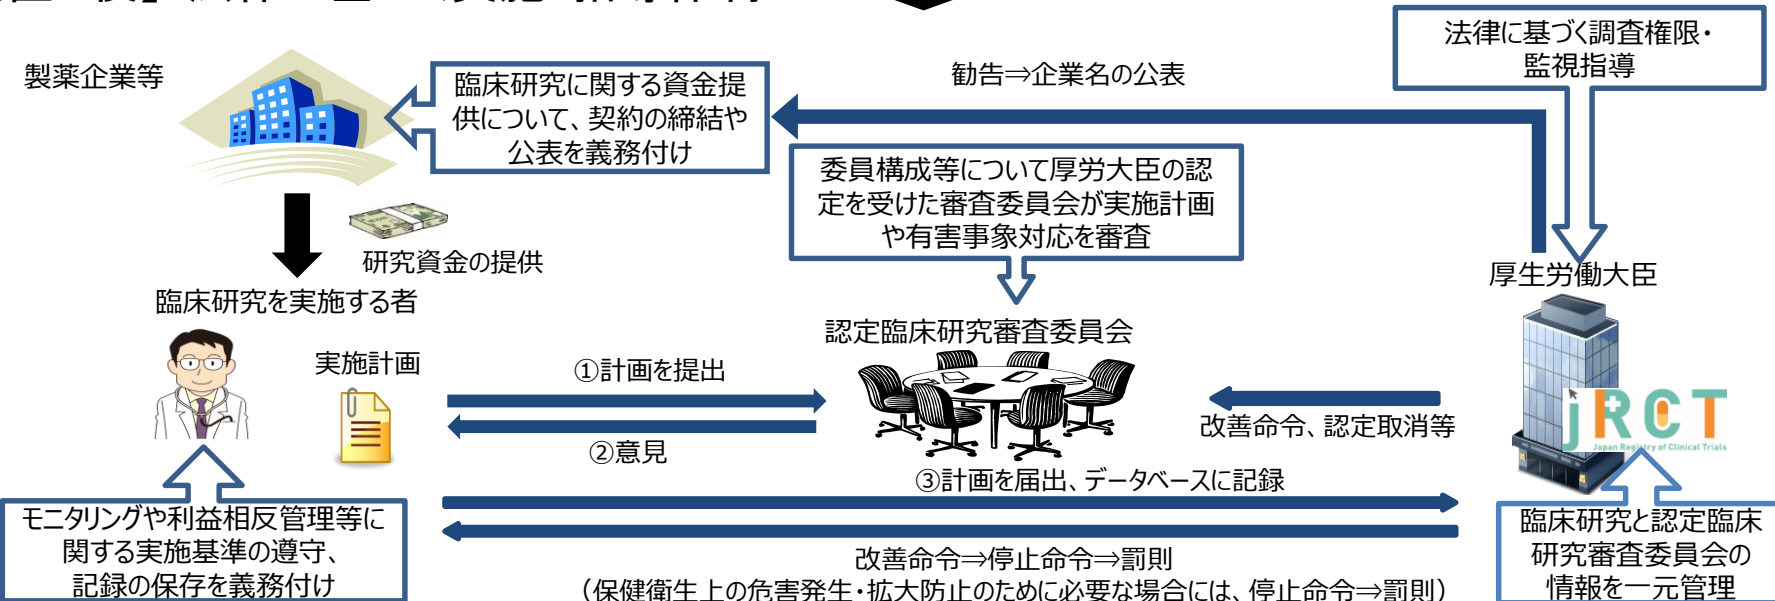 製薬企業等
臨床研究に関する資金提
供について、契約の締結や
公表を義務付け
勧告⇒企業名の公表
法律に基づく調査権限・
監視指導
委員構成等について厚労大臣の認
定を受けた審査委員会が実施計画
や有害事象対応を審査
研究資金の提供
臨床研究を実施する者
厚生労働大臣
認定臨床研究審査委員会
実施計画
①計画を提出
②意見
改善命令、認定取消等
jRCT
Japan Registry of Clinical Trials
③計画を届出、データベースに記録
モニタリングや利益相反管理等に
関する実施基準の遵守、
記録の保存を義務付け
改善命令⇒停止命令⇒罰則
（保健衛生上の危害発生・拡大防止のために必要な場合には、停止命令⇒罰則）
臨床研究と認定臨床
研究審査委員会の
情報を一元管理